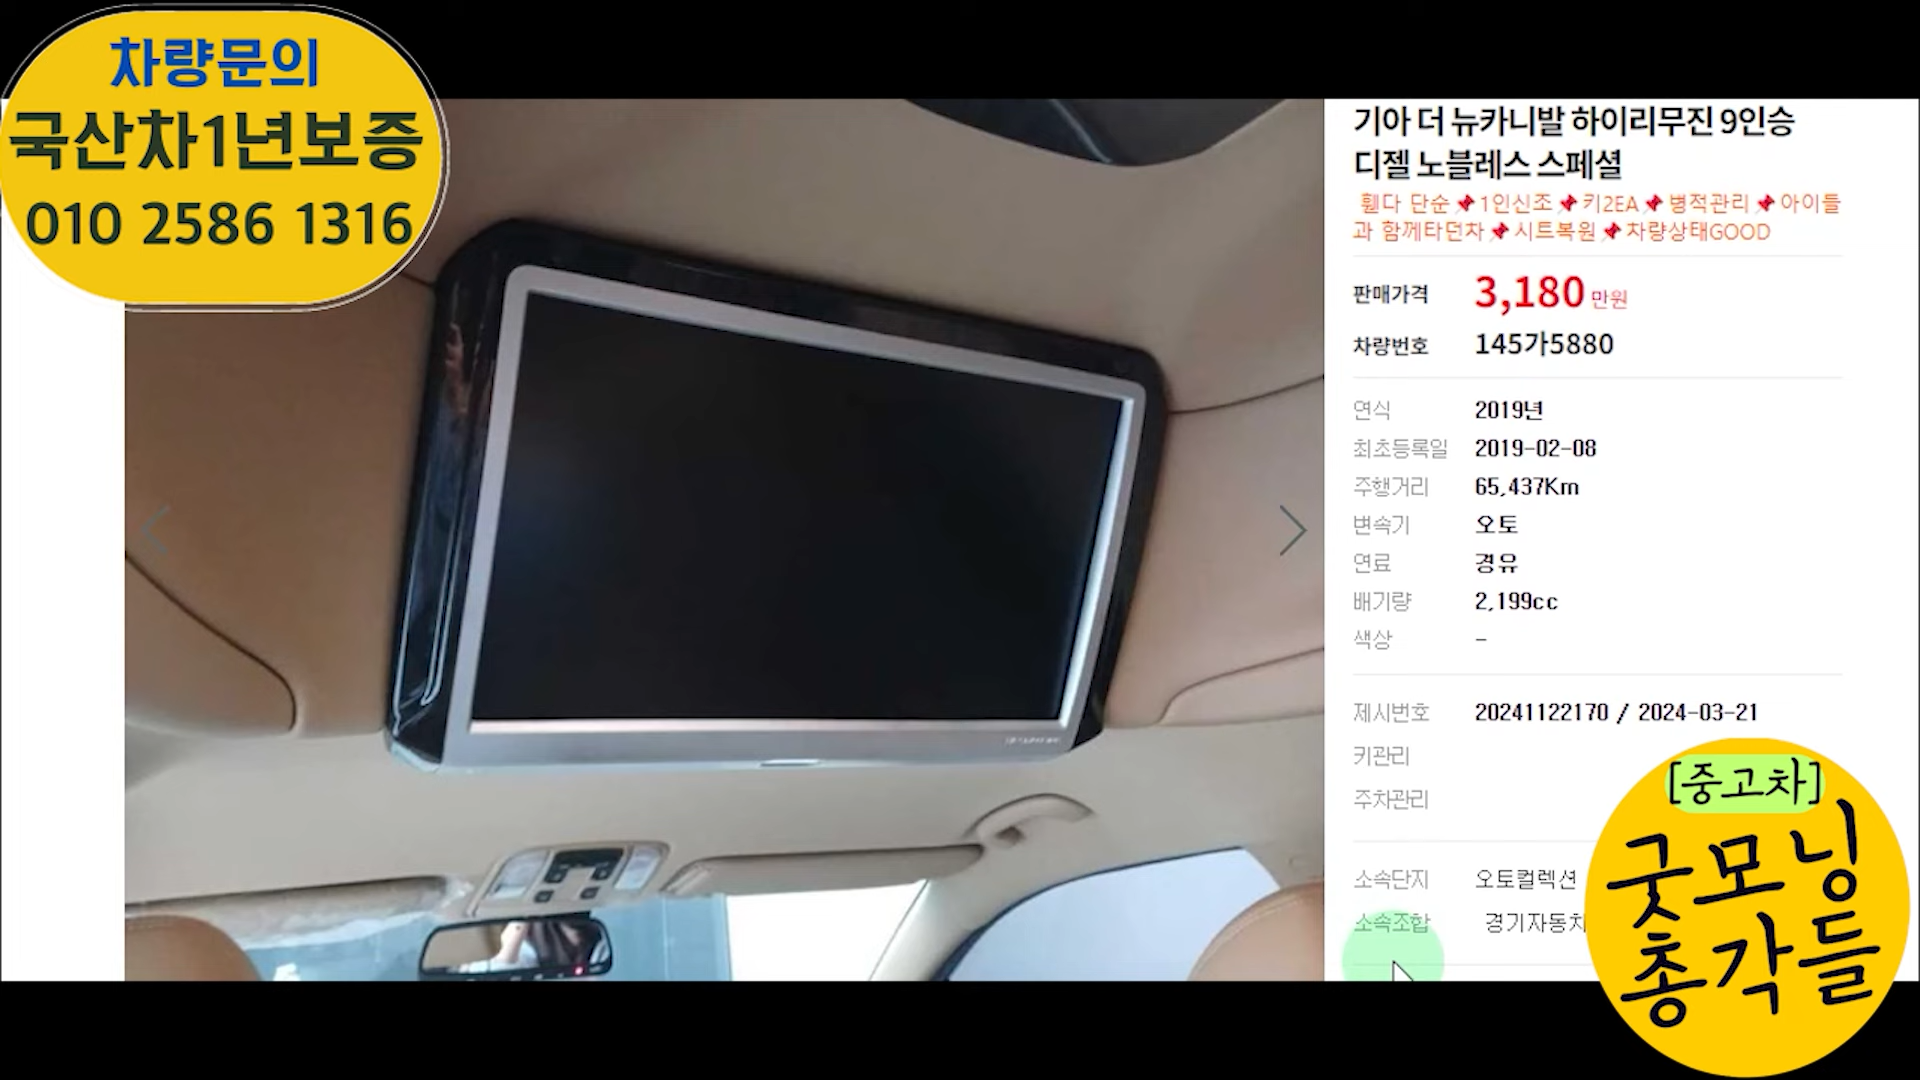 차량문의
국산차1년보증
010 2586 1316
기아 더 뉴카니발 하이리무진 9인승
디젤 노블레스 스페셜
휀다 단순📌1인신조📌키2EA📌병적관리📌아이들
과 함께타던차📌시트복원📌차량상태GOOD
판매가격 3,180만원
차량번호 145가5880
연식 2019년
최초등록일 2019-02-08
주행거리 65,437Km
변속기 오토
연료 경유
배기량 2,199cc
색상 -
제시번호 20241122170 / 2024-03-21
키관리
주차관리
소속단지 오토컬렉션
소속조합 경기자동차
[중고차]
굿모닝
총각들